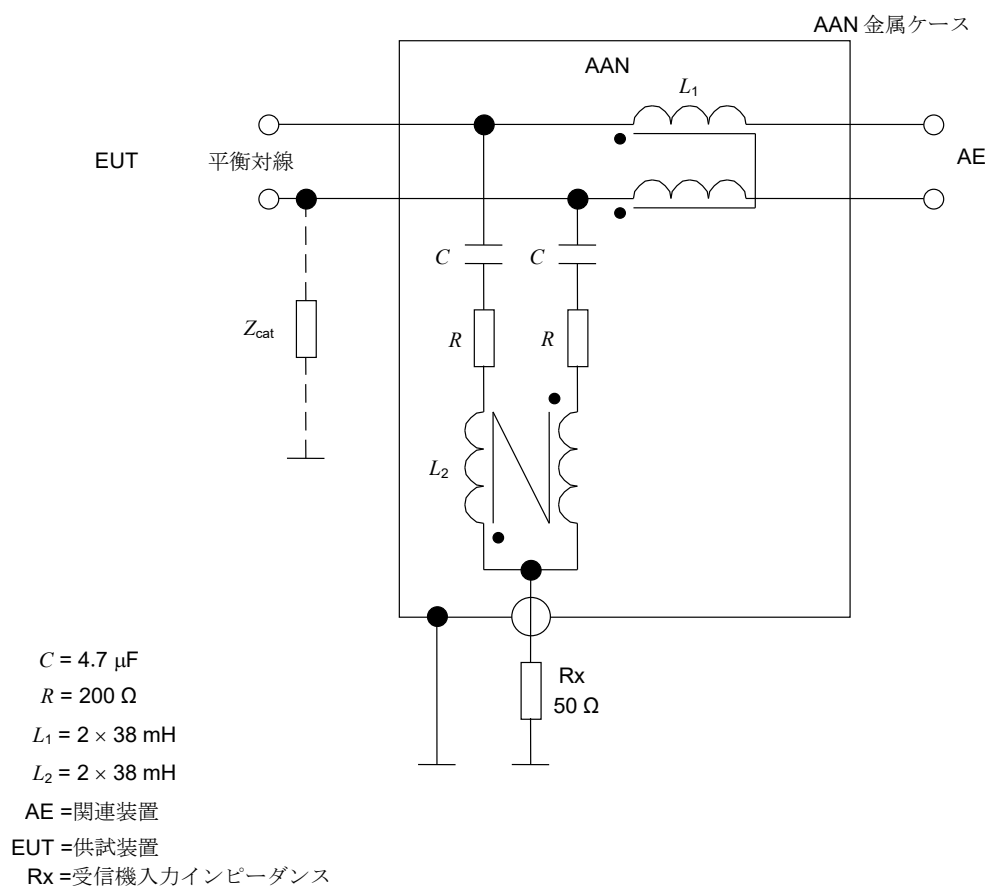 AAN 金属ケース
AAN
L1
EUT
平衡対線
AE
C
C
Zcat
R
R
L2
Rx
50 Ω
C = 4.7 μF
R = 200 Ω
L1 = 2 × 38 mH
L2 = 2 × 38 mH
AE =関連装置
EUT =供試装置
Rx =受信機入力インピーダンス